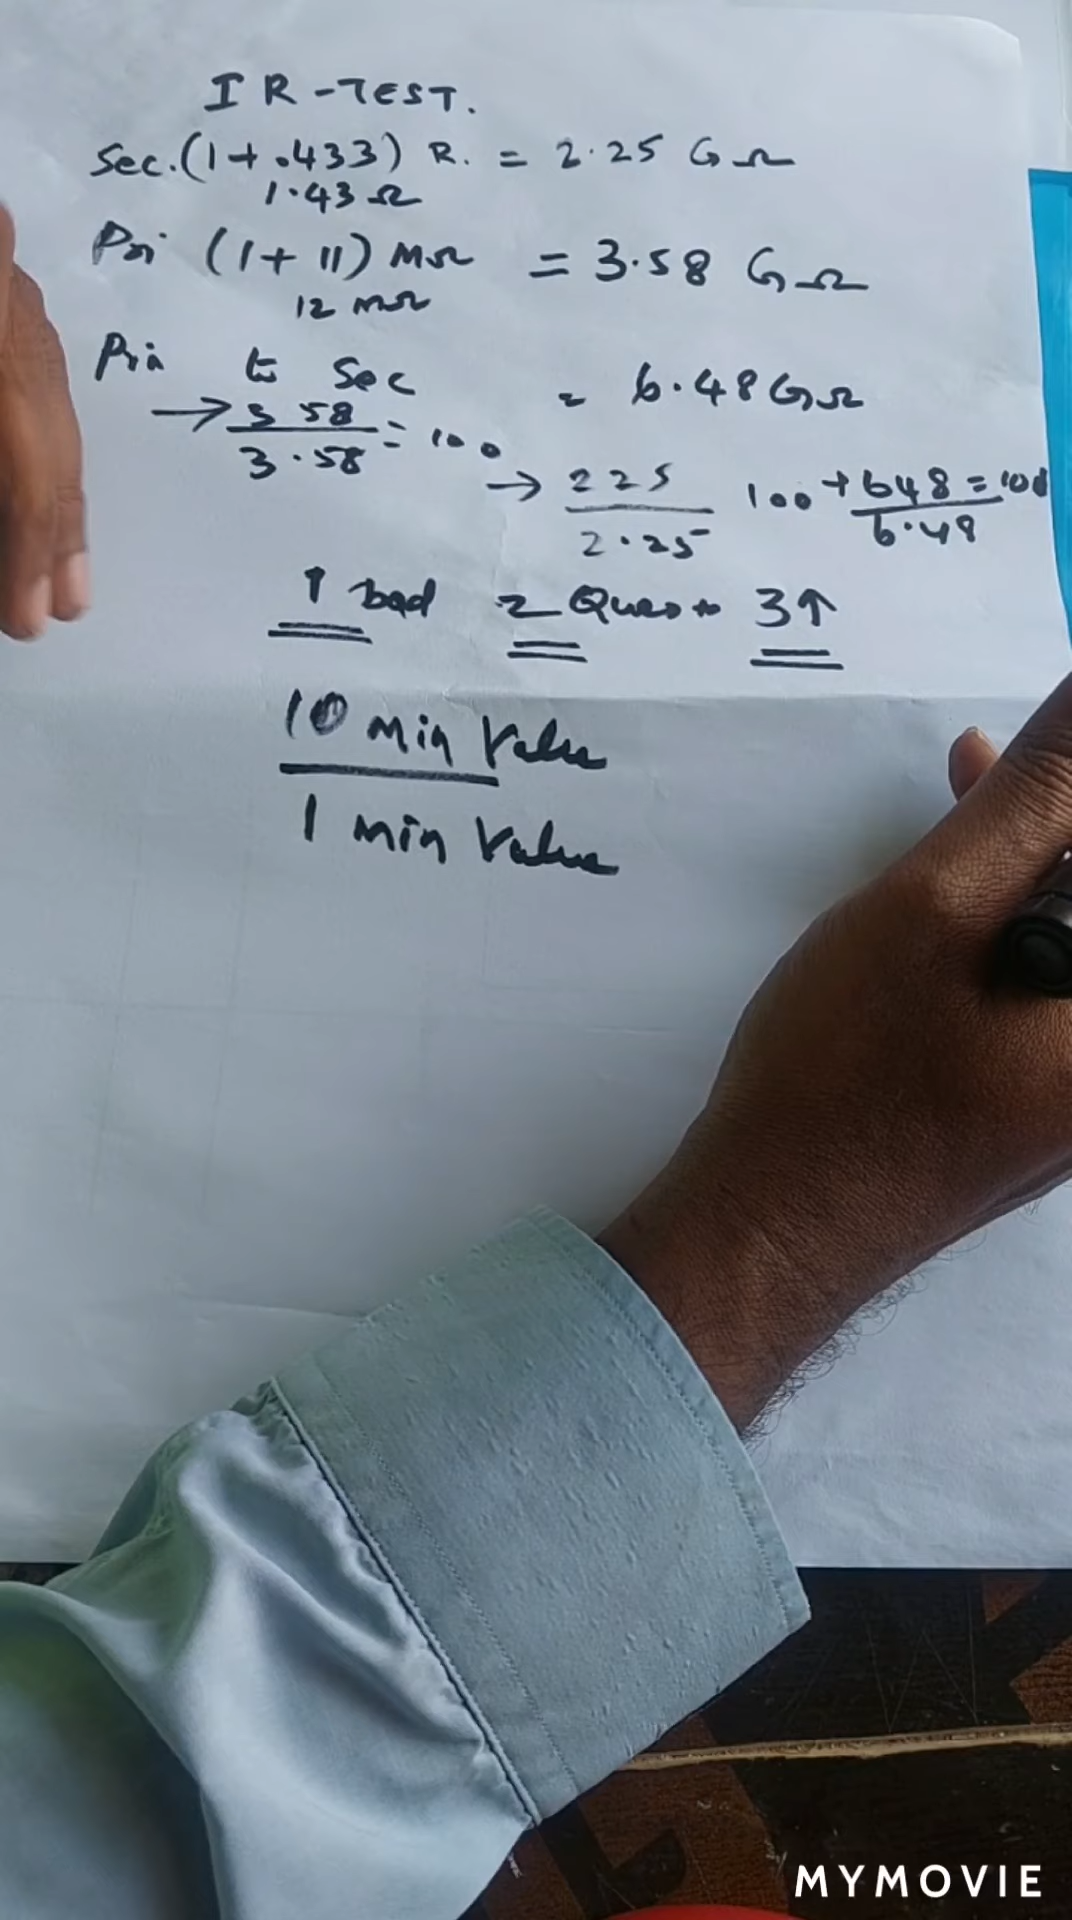 IR-TEST.
Sec.(1+.433) R. = 2.25 GΩ
1.43 Ω
Pri (1+11) MΩ = 3.58 GΩ
12 MΩ
Pri to Sec = 6.48 GΩ
→ 358 / 3.58 = 100
→ 225 / 2.25 100 + 648 / 6.48 = 100
1 bad 2 Ques 3↑
10 Min Value
1 min Value
MYMOVIE